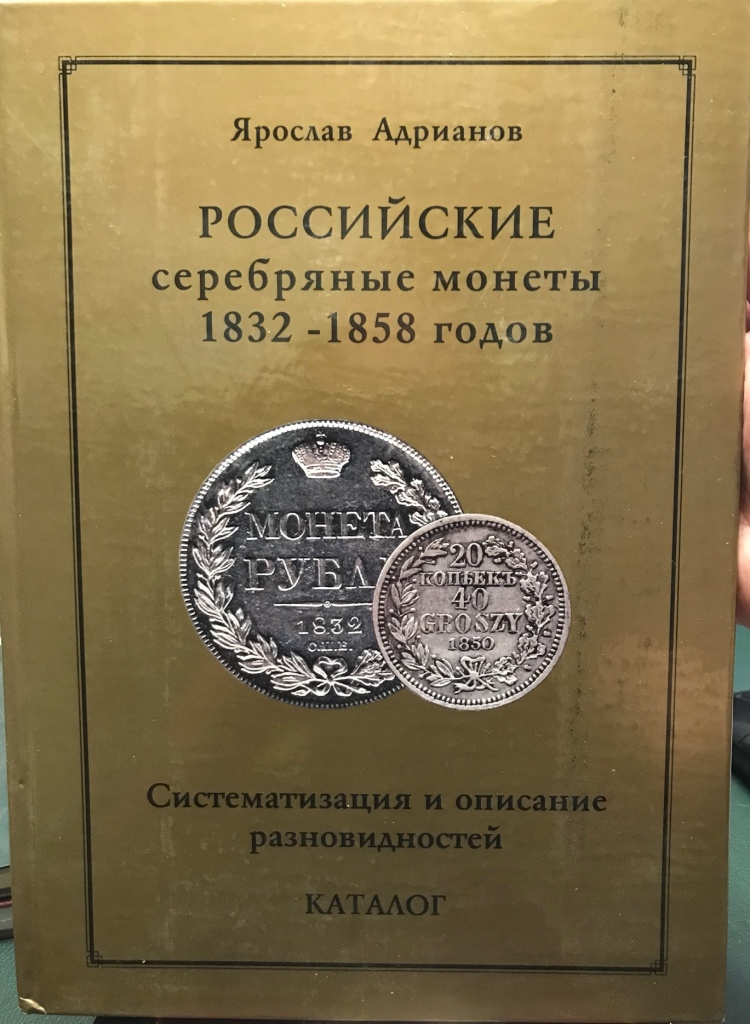 Ярослав Адрианов
РОССИЙСКИЕ
серебряные монеты
1832 -1858 годов
МОНЕТА
РУБЛЬ
1832
С.П.Б.
20
КОПѢЕКЪ
40
GROSZY
1850
Систематизация и описание
разновидностей
КАТАЛОГ